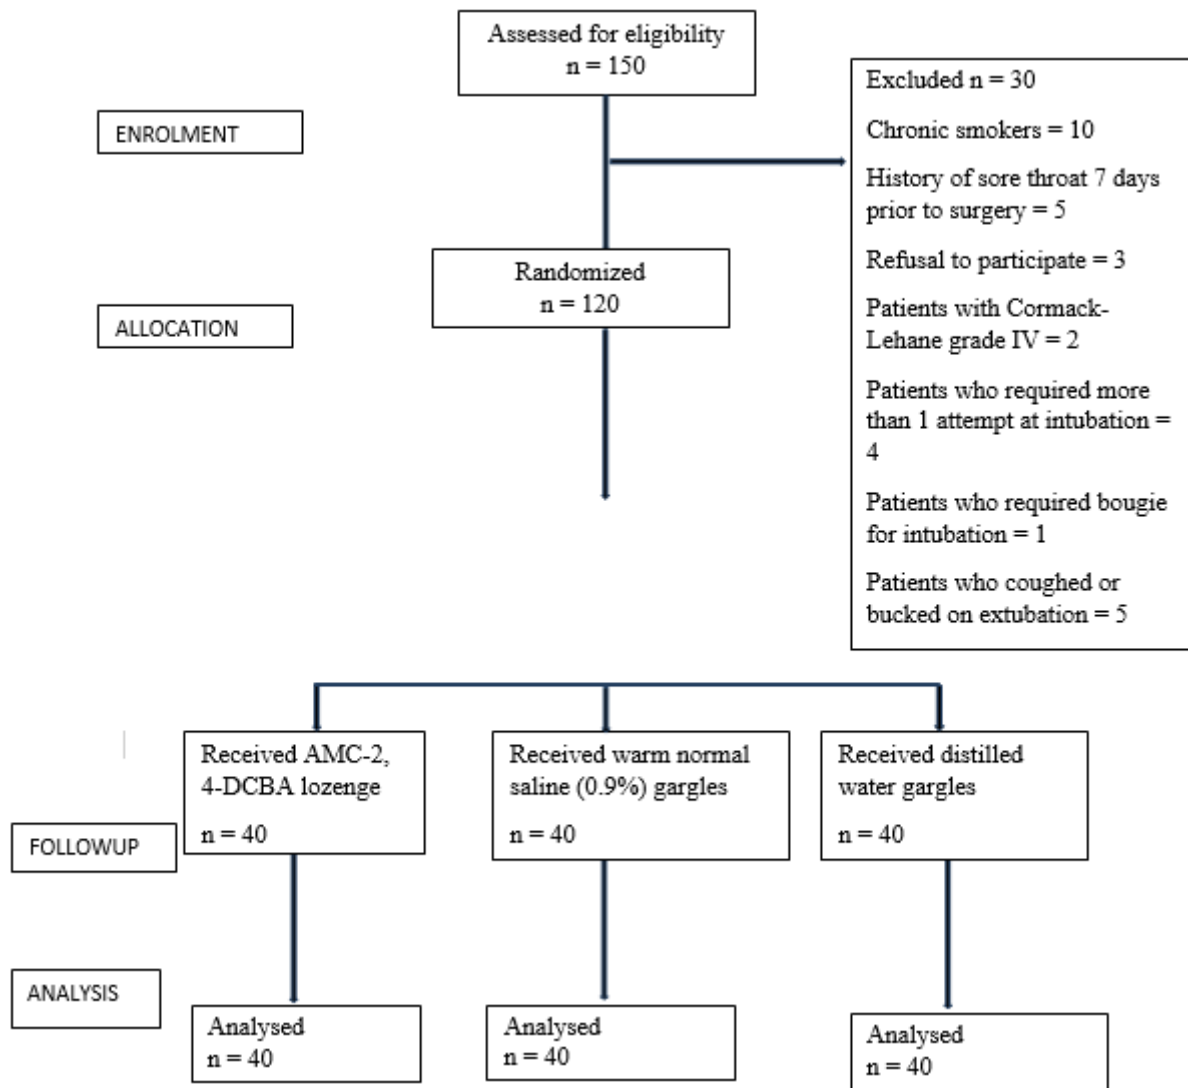 Assessed for eligibility
n = 150
ENROLMENT
Excluded n = 30
Chronic smokers = 10
History of sore throat 7 days
prior to surgery = 5
Refusal to participate = 3
Patients with Cormack-
Lehane grade IV = 2
Patients who required more
than 1 attempt at intubation =
4
Patients who required bougie
for intubation = 1
Patients who coughed or
bucked on extubation = 5
Randomized
n = 120
ALLOCATION
Received AMC-2,
4-DCBA lozenge
n = 40
Received warm normal
saline (0.9%) gargles
n = 40
Received distilled
water gargles
n = 40
FOLLOWUP
ANALYSIS
Analysed
n = 40
Analysed
n = 40
Analysed
n = 40